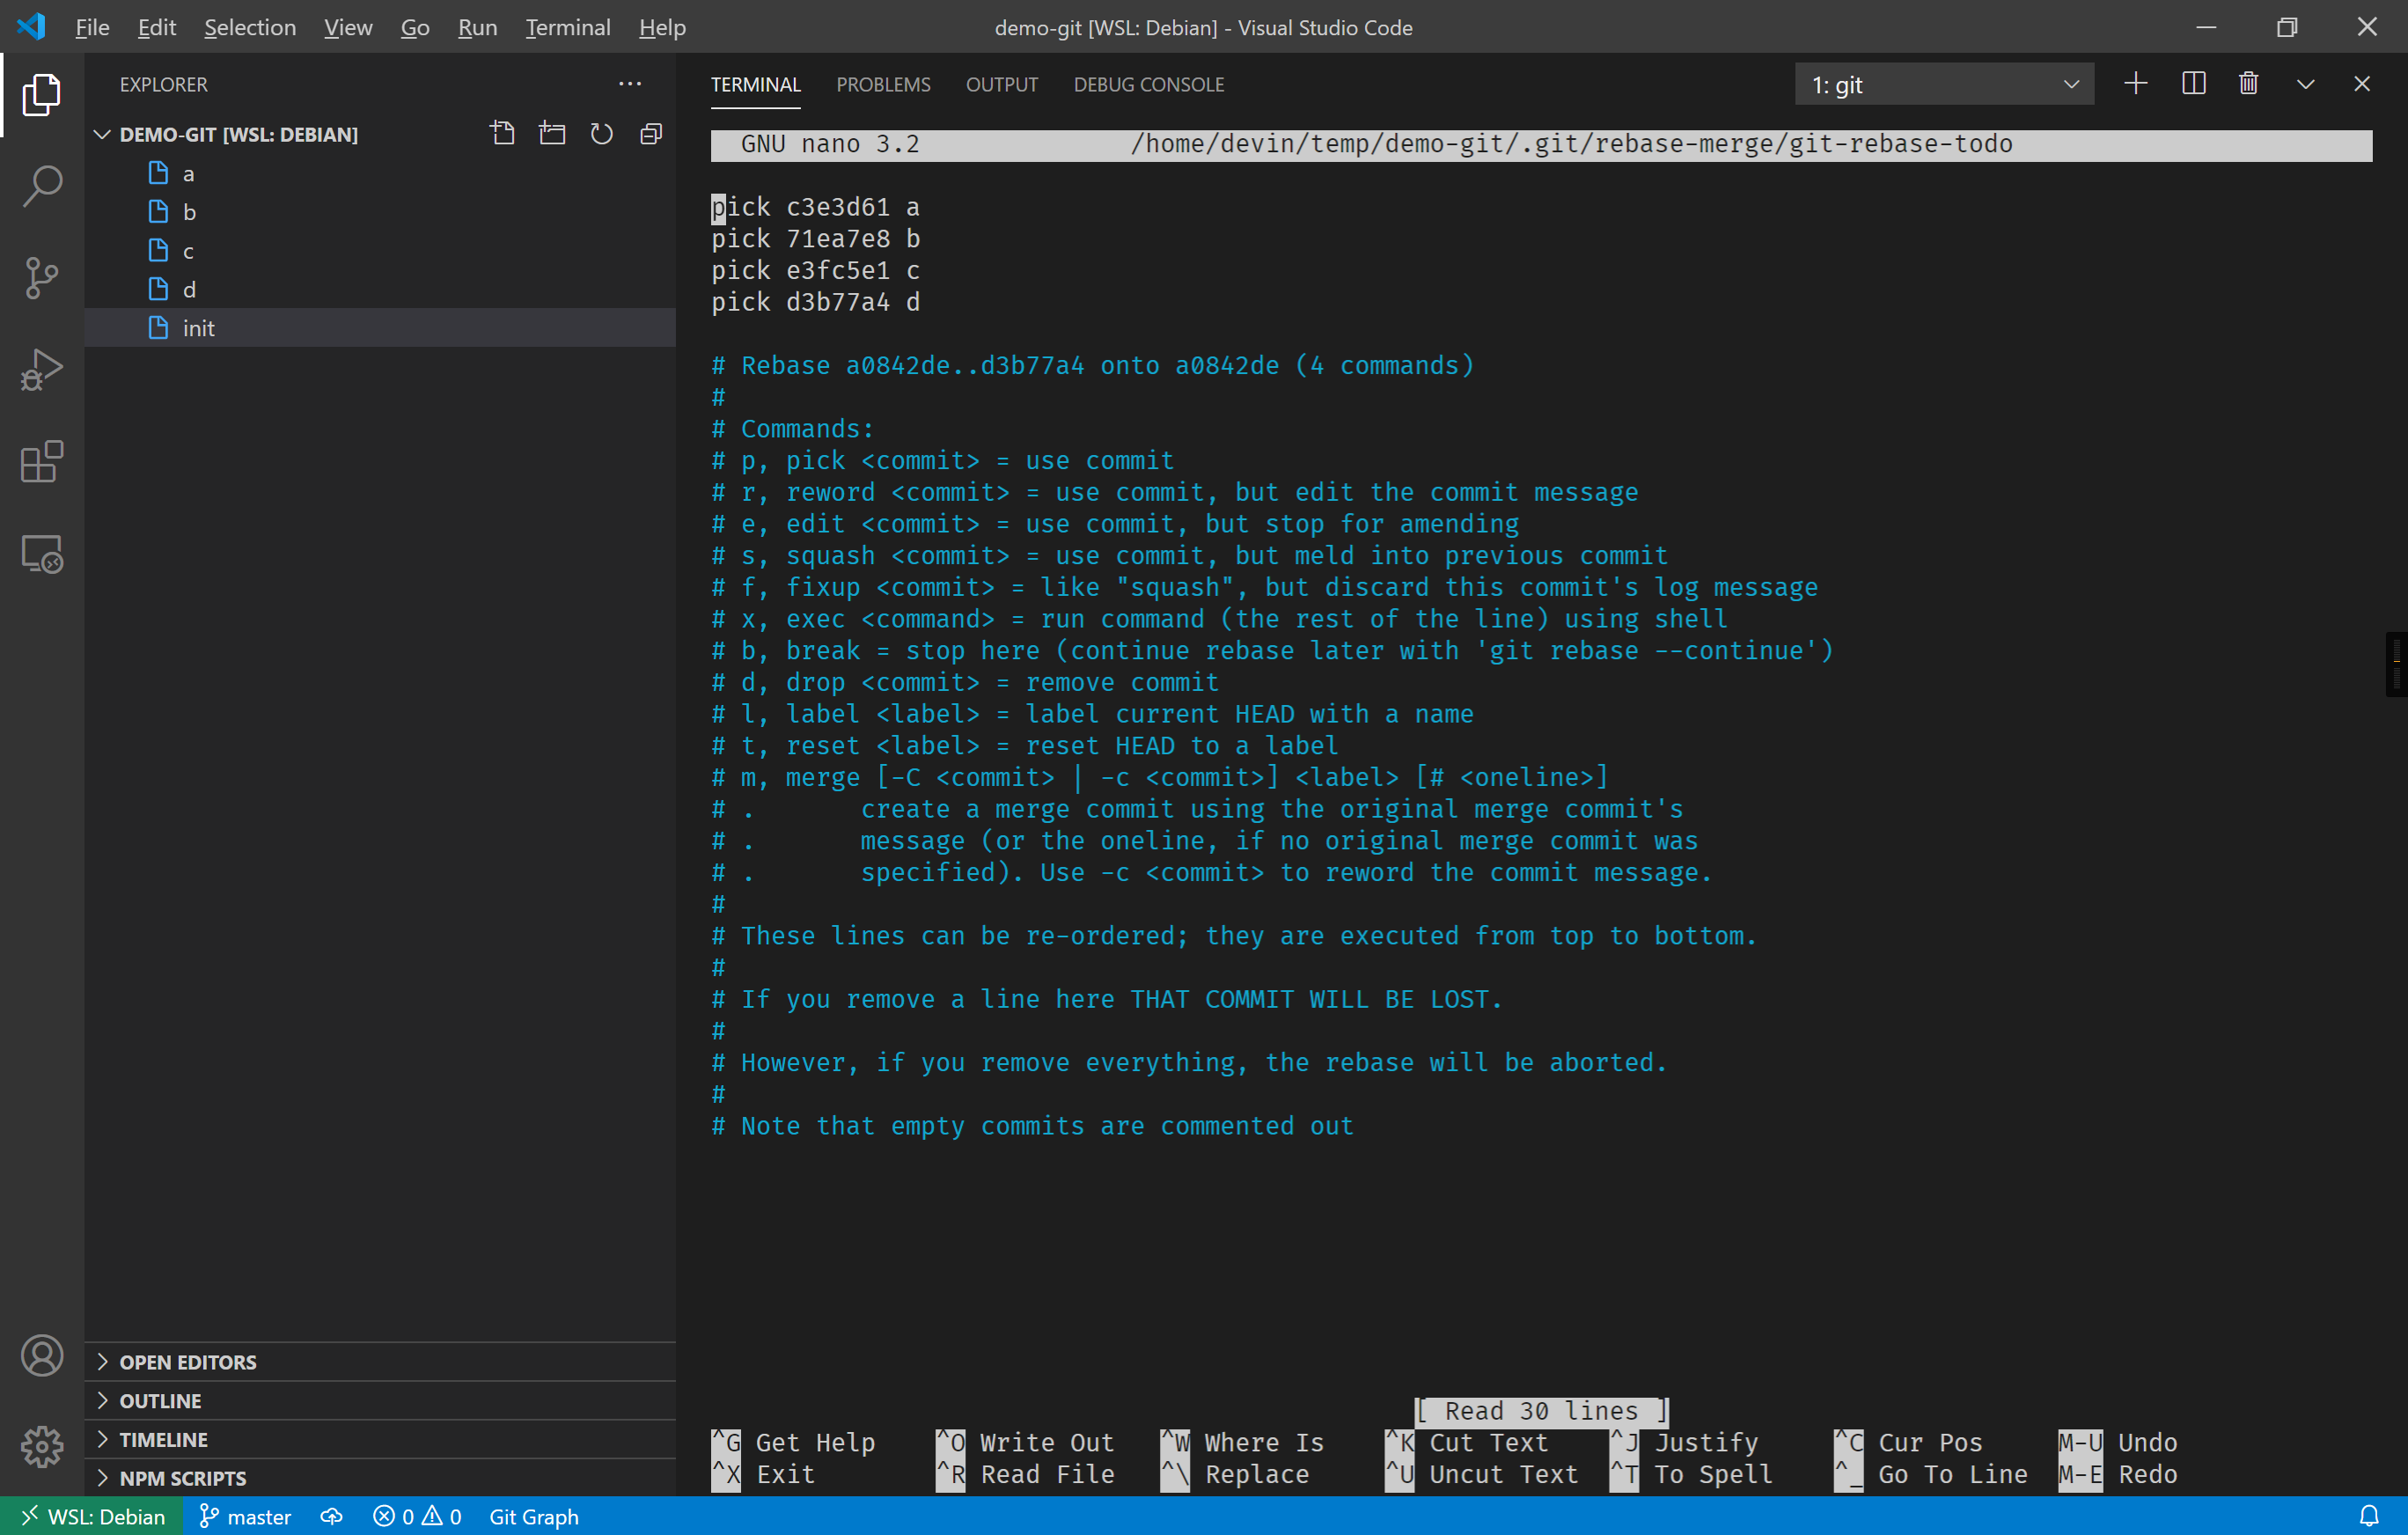 File Edit Selection View Go Run Terminal Help demo-git [WSL: Debian] - Visual Studio Code
EXPLORER
DEMO-GIT [WSL: DEBIAN]
a
b
c
d
init
OPEN EDITORS
OUTLINE
TIMELINE
NPM SCRIPTS
TERMINAL PROBLEMS OUTPUT DEBUG CONSOLE 1: git
GNU nano 3.2 /home/devin/temp/demo-git/.git/rebase-merge/git-rebase-todo
pick c3e3d61 a
pick 71ea7e8 b
pick e3fc5e1 c
pick d3b77a4 d
# Rebase a0842de..d3b77a4 onto a0842de (4 commands)
#
# Commands:
# p, pick <commit> = use commit
# r, reword <commit> = use commit, but edit the commit message
# e, edit <commit> = use commit, but stop for amending
# s, squash <commit> = use commit, but meld into previous commit
# f, fixup <commit> = like "squash", but discard this commit's log message
# x, exec <command> = run command (the rest of the line) using shell
# b, break = stop here (continue rebase later with 'git rebase --continue')
# d, drop <commit> = remove commit
# l, label <label> = label current HEAD with a name
# t, reset <label> = reset HEAD to a label
# m, merge [-C <commit> | -c <commit>] <label> [# <oneline>]
# .       create a merge commit using the original merge commit's
# .       message (or the oneline, if no original merge commit was
# .       specified). Use -c <commit> to reword the commit message.
#
# These lines can be re-ordered; they are executed from top to bottom.
#
# If you remove a line here THAT COMMIT WILL BE LOST.
#
# However, if you remove everything, the rebase will be aborted.
#
# Note that empty commits are commented out
[ Read 30 lines ]
^G Get Help ^O Write Out ^W Where Is ^K Cut Text ^J Justify ^C Cur Pos M-U Undo
^X Exit ^R Read File ^\ Replace ^U Uncut Text ^T To Spell ^_ Go To Line M-E Redo
WSL: Debian master 0 0 Git Graph